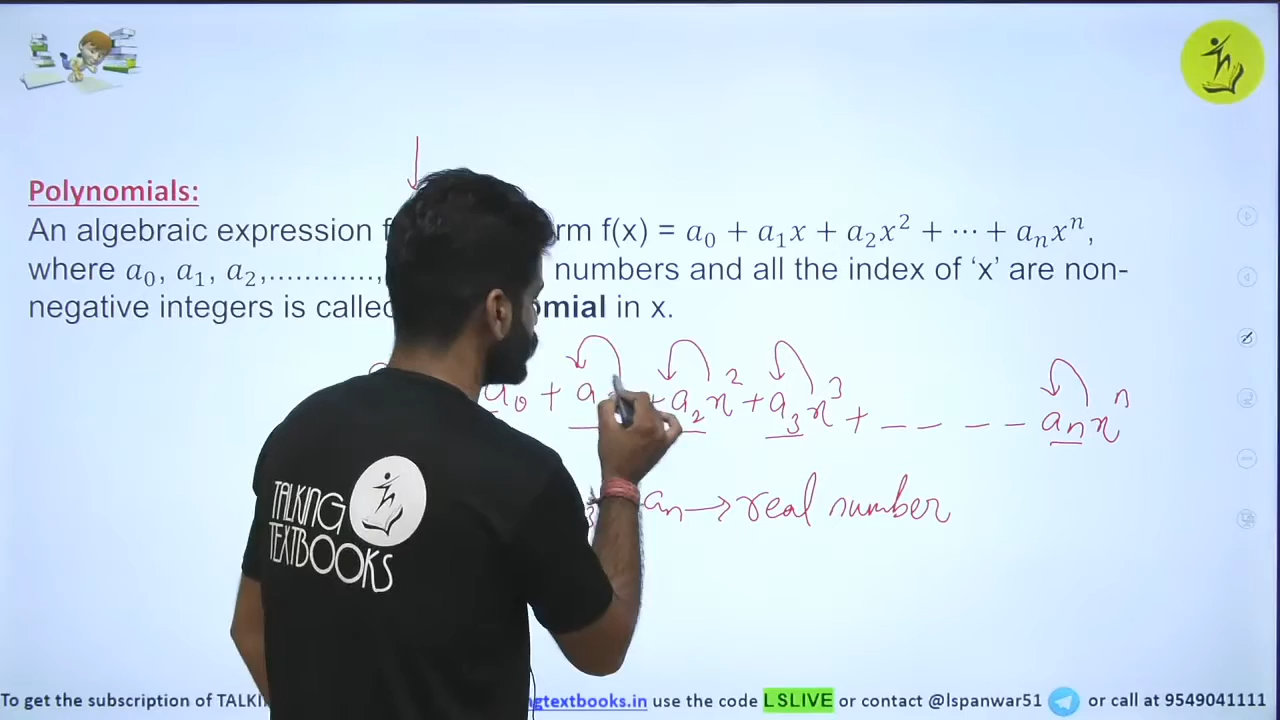 Polynomials:
An algebraic expression f rm f(x) = a₀ + a₁x + a₂x² + ⋯ + aₙxⁿ,
where a₀, a₁, a₂,............, numbers and all the index of ‘x’ are non-
negative integers is called omial in x.
a₀ + a + a₂x² + a₃x³ + _ _ _ _ aₙxⁿ
3 aₙ → real number
TALKING
TEXTBOOKS
To get the subscription of TALKI ngtextbooks.in use the code LSLIVE or contact @lspanwar51 or call at 9549041111